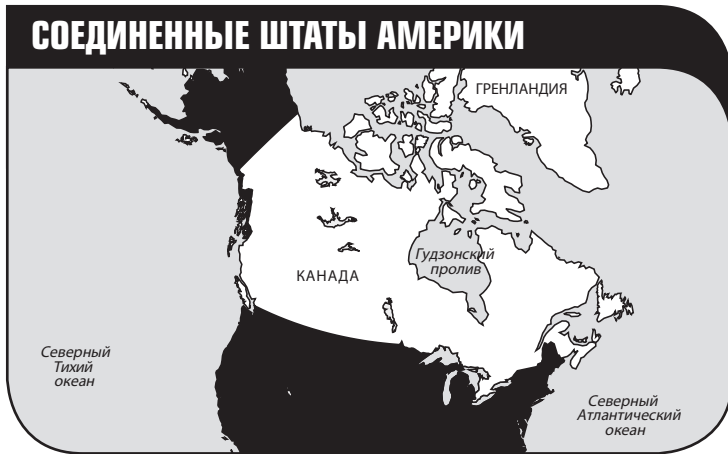 СОЕДИНЕННЫЕ ШТАТЫ АМЕРИКИ
ГРЕНЛАНДИЯ
Гудзонский
пролив
КАНАДА
Северный
Тихий
океан
Северный
Атлантический
океан